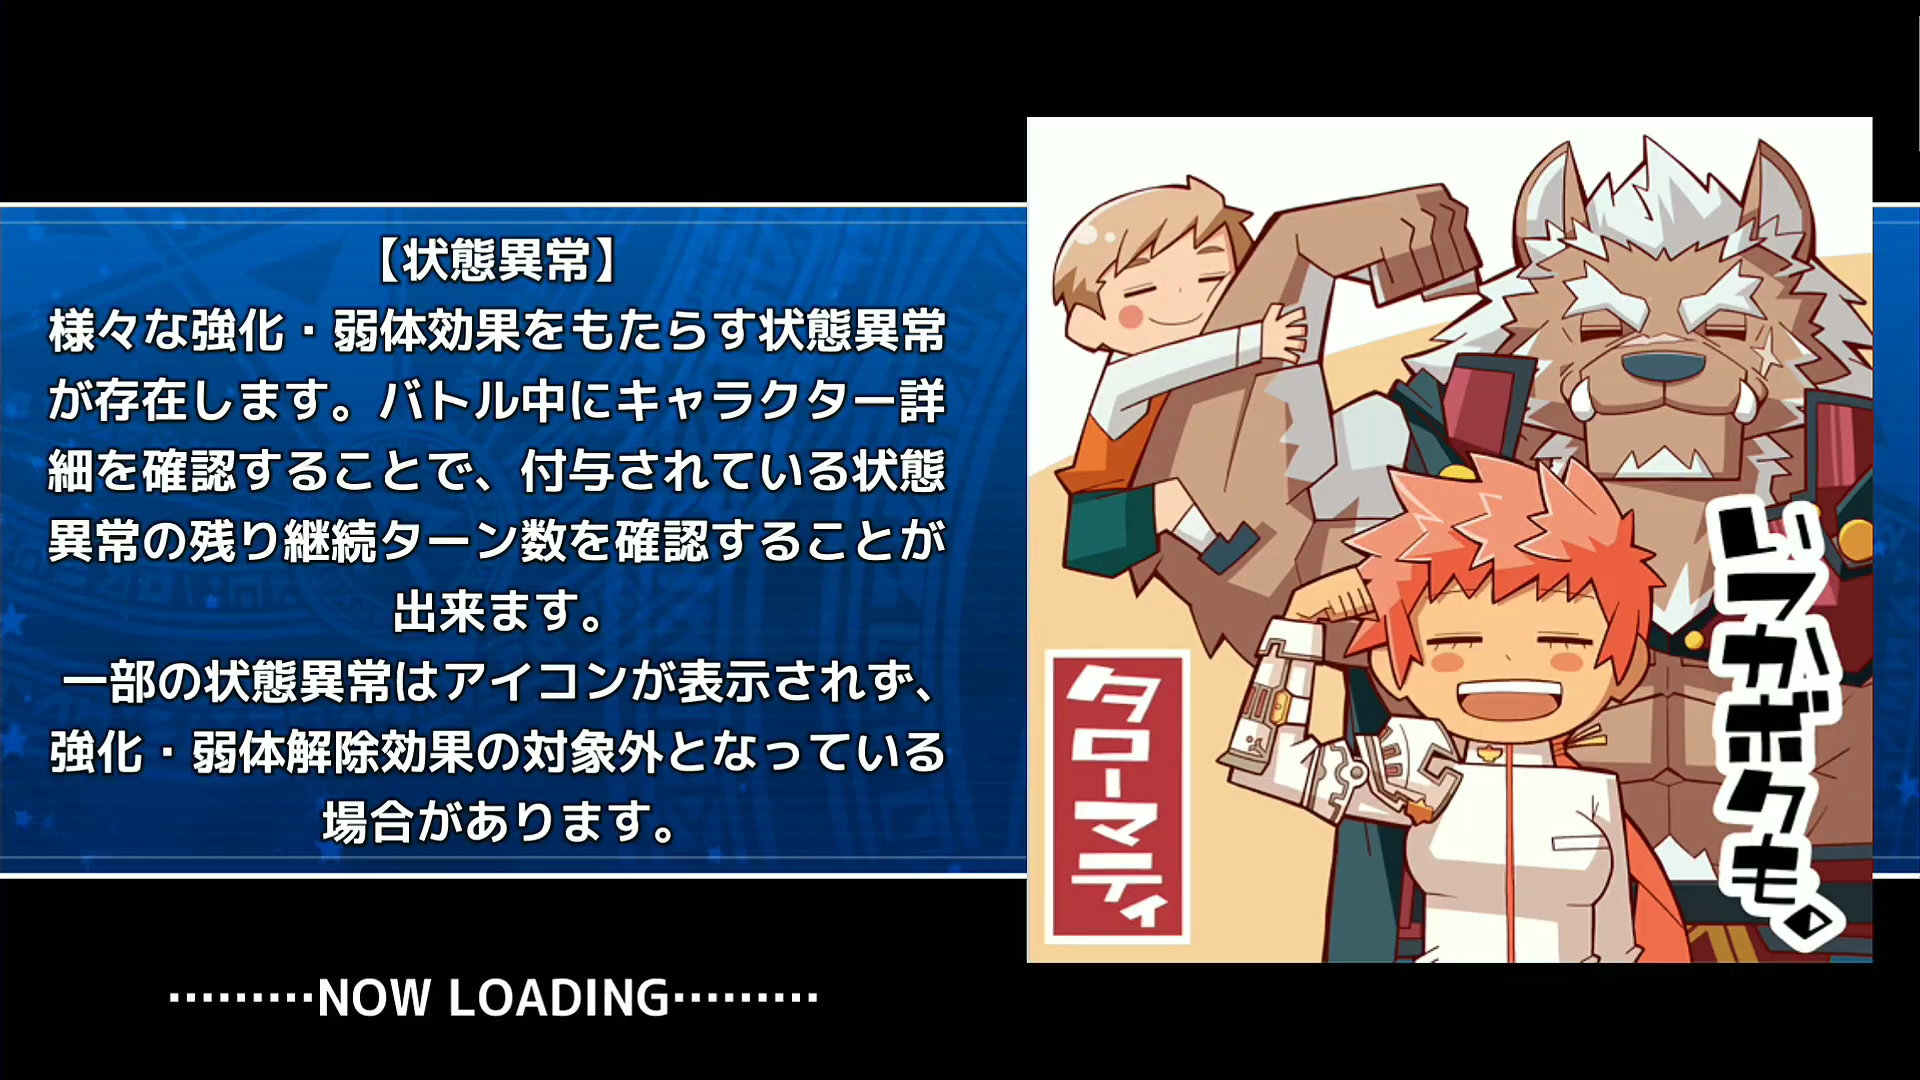 【状態異常】
様々な強化・弱体効果をもたらす状態異常
が存在します。バトル中にキャラクター詳
細を確認することで、付与されている状態
異常の残り継続ターン数を確認することが
出来ます。
一部の状態異常はアイコンが表示されず、
強化・弱体解除効果の対象外となっている
場合があります。
………NOW LOADING………
いつかボクも。
タローマティ